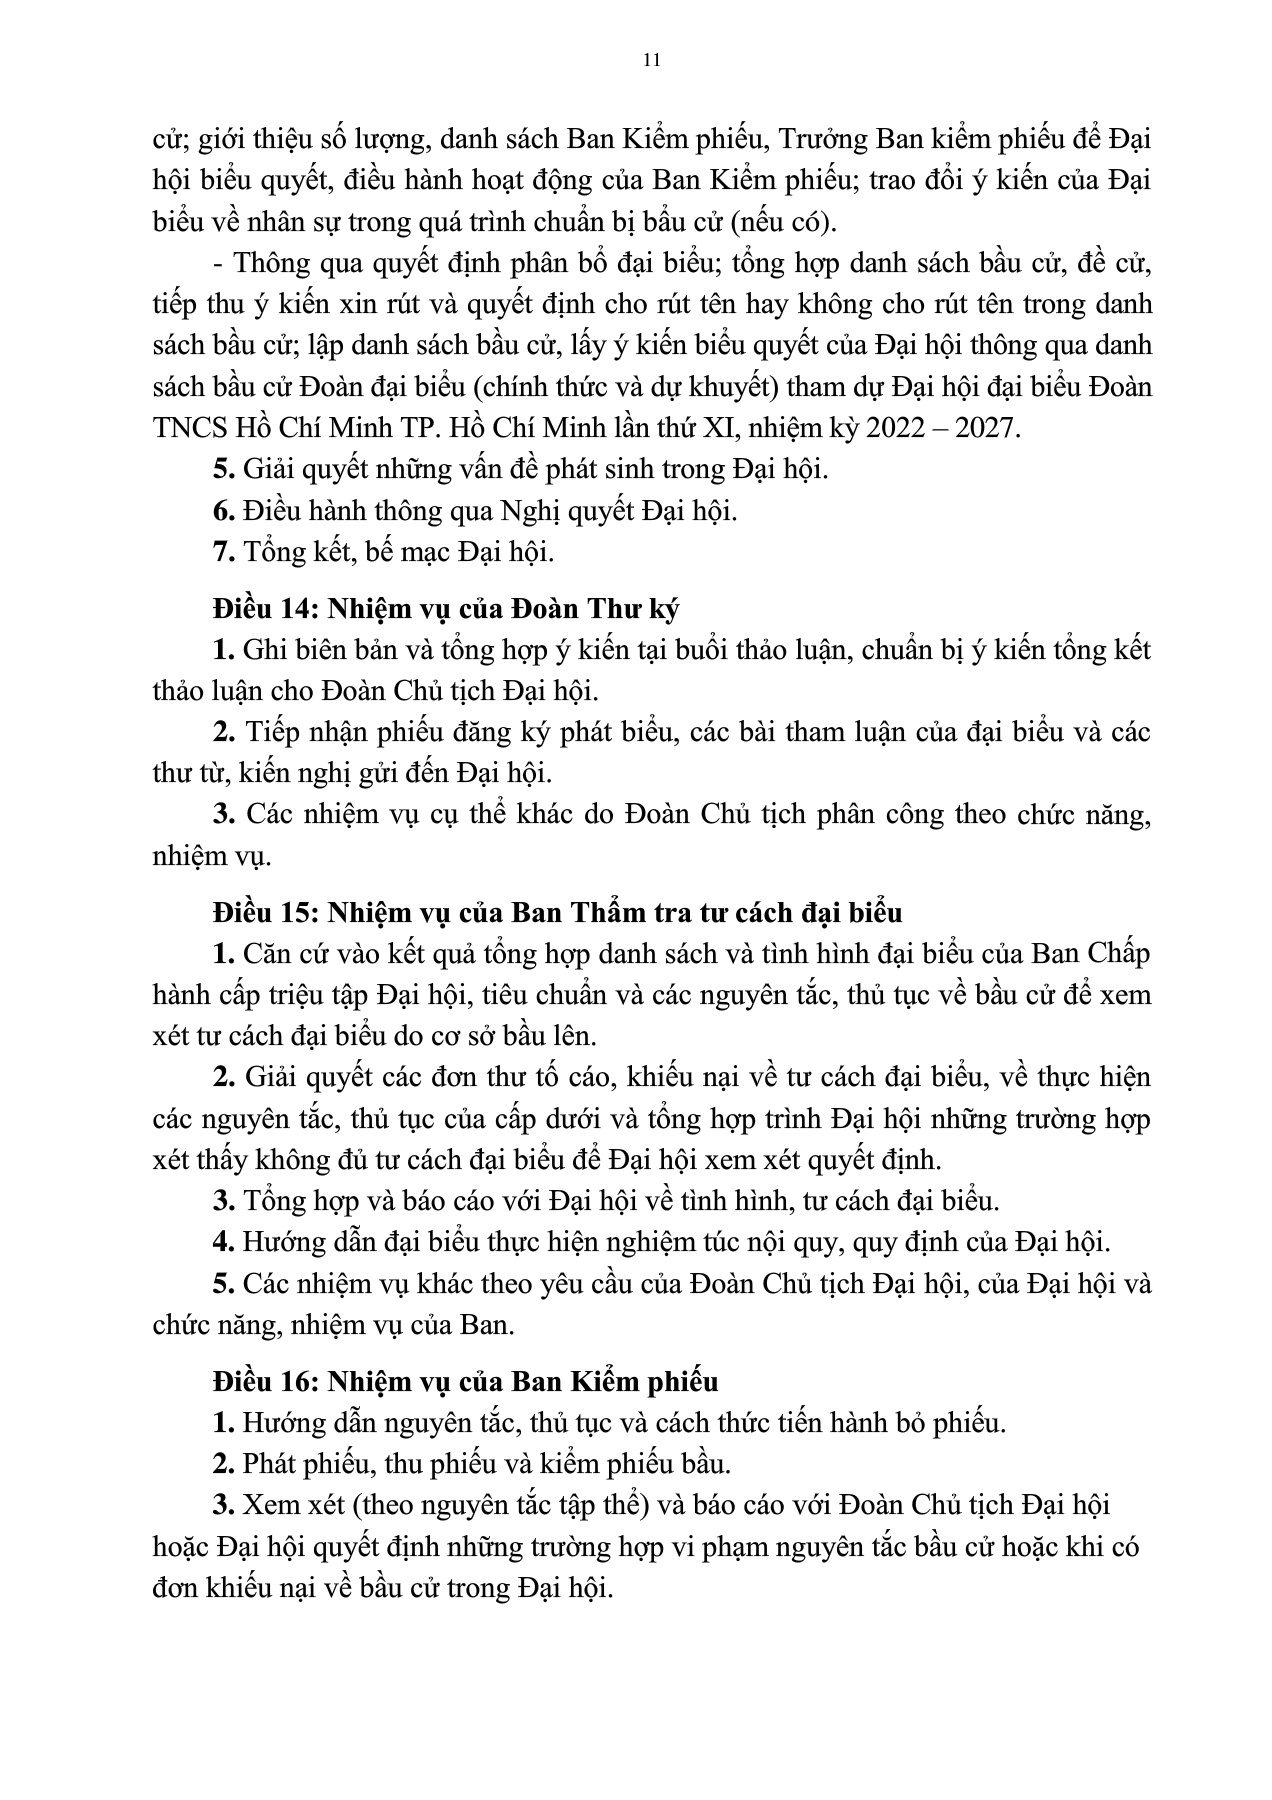 11
cử; giới thiệu số lượng, danh sách Ban Kiểm phiếu, Trưởng Ban kiểm phiếu để Đại
hội biểu quyết, điều hành hoạt động của Ban Kiểm phiếu; trao đổi ý kiến của Đại
biểu về nhân sự trong quá trình chuẩn bị bẩu cử (nếu có).
- Thông qua quyết định phân bổ đại biểu; tổng hợp danh sách bầu cử, đề cử,
tiếp thu ý kiến xin rút và quyết định cho rút tên hay không cho rút tên trong danh
sách bầu cử; lập danh sách bầu cử, lấy ý kiến biểu quyết của Đại hội thông qua danh
sách bầu cử Đoàn đại biểu (chính thức và dự khuyết) tham dự Đại hội đại biểu Đoàn
TNCS Hồ Chí Minh TP. Hồ Chí Minh lần thứ XI, nhiệm kỳ 2022 – 2027.
5. Giải quyết những vấn đề phát sinh trong Đại hội.
6. Điều hành thông qua Nghị quyết Đại hội.
7. Tổng kết, bế mạc Đại hội.
Điều 14: Nhiệm vụ của Đoàn Thư ký
1. Ghi biên bản và tổng hợp ý kiến tại buổi thảo luận, chuẩn bị ý kiến tổng kết
thảo luận cho Đoàn Chủ tịch Đại hội.
2. Tiếp nhận phiếu đăng ký phát biểu, các bài tham luận của đại biểu và các
thư từ, kiến nghị gửi đến Đại hội.
3. Các nhiệm vụ cụ thể khác do Đoàn Chủ tịch phân công theo chức năng,
nhiệm vụ.
Điều 15: Nhiệm vụ của Ban Thẩm tra tư cách đại biểu
1. Căn cứ vào kết quả tổng hợp danh sách và tình hình đại biểu của Ban Chấp
hành cấp triệu tập Đại hội, tiêu chuẩn và các nguyên tắc, thủ tục về bầu cử để xem
xét tư cách đại biểu do cơ sở bầu lên.
2. Giải quyết các đơn thư tố cáo, khiếu nại về tư cách đại biểu, về thực hiện
các nguyên tắc, thủ tục của cấp dưới và tổng hợp trình Đại hội những trường hợp
xét thấy không đủ tư cách đại biểu để Đại hội xem xét quyết định.
3. Tổng hợp và báo cáo với Đại hội về tình hình, tư cách đại biểu.
4. Hướng dẫn đại biểu thực hiện nghiệm túc nội quy, quy định của Đại hội.
5. Các nhiệm vụ khác theo yêu cầu của Đoàn Chủ tịch Đại hội, của Đại hội và
chức năng, nhiệm vụ của Ban.
Điều 16: Nhiệm vụ của Ban Kiểm phiếu
1. Hướng dẫn nguyên tắc, thủ tục và cách thức tiến hành bỏ phiếu.
2. Phát phiếu, thu phiếu và kiểm phiếu bầu.
3. Xem xét (theo nguyên tắc tập thể) và báo cáo với Đoàn Chủ tịch Đại hội
hoặc Đại hội quyết định những trường hợp vi phạm nguyên tắc bầu cử hoặc khi có
đơn khiếu nại về bầu cử trong Đại hội.